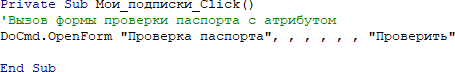 Private Sub Мои_подписки_Click()
'Вызов формы проверки паспорта с атрибутом
DoCmd.OpenForm "Проверка паспорта", , , , , , "Проверить"
End Sub